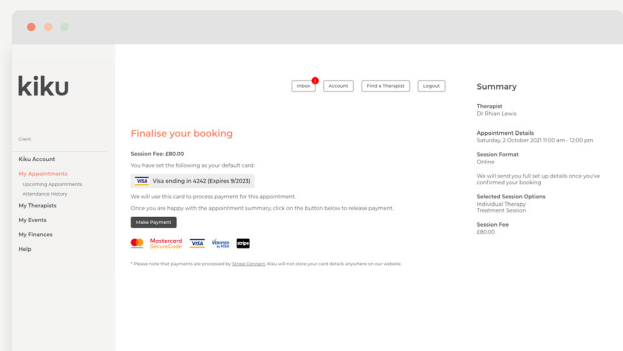 kiku
Client
Kiku Account
My Appointments
Upcoming Appointments
Attendance History
My Therapists
My Events
My Finances
Help
Inbox
Account
Find a Therapist
Logout
Finalise your booking
Session Fee: £80.00
You have set the following as your default card:
VISA Visa ending in 4242 (Expires 9/2023)
We will use this card to process payment for this appointment.
Once you are happy with the appointment summary, click on the button below to release payment.
Make Payment
Mastercard
SecureCode
VISA
Verified
by VISA
stripe
* Please note that payments are processed by Stripe Connect. Kiku will not store your card details anywhere on our website.
Summary
Therapist
Dr Rhian Lewis
Appointment Details
Saturday, 2 October 2021 11:00 am - 12:00 pm
Session Format
Online
We will send you full set up details once you've
confirmed your booking
Selected Session Options
Individual Therapy
Treatment Session
Session Fee
£80.00